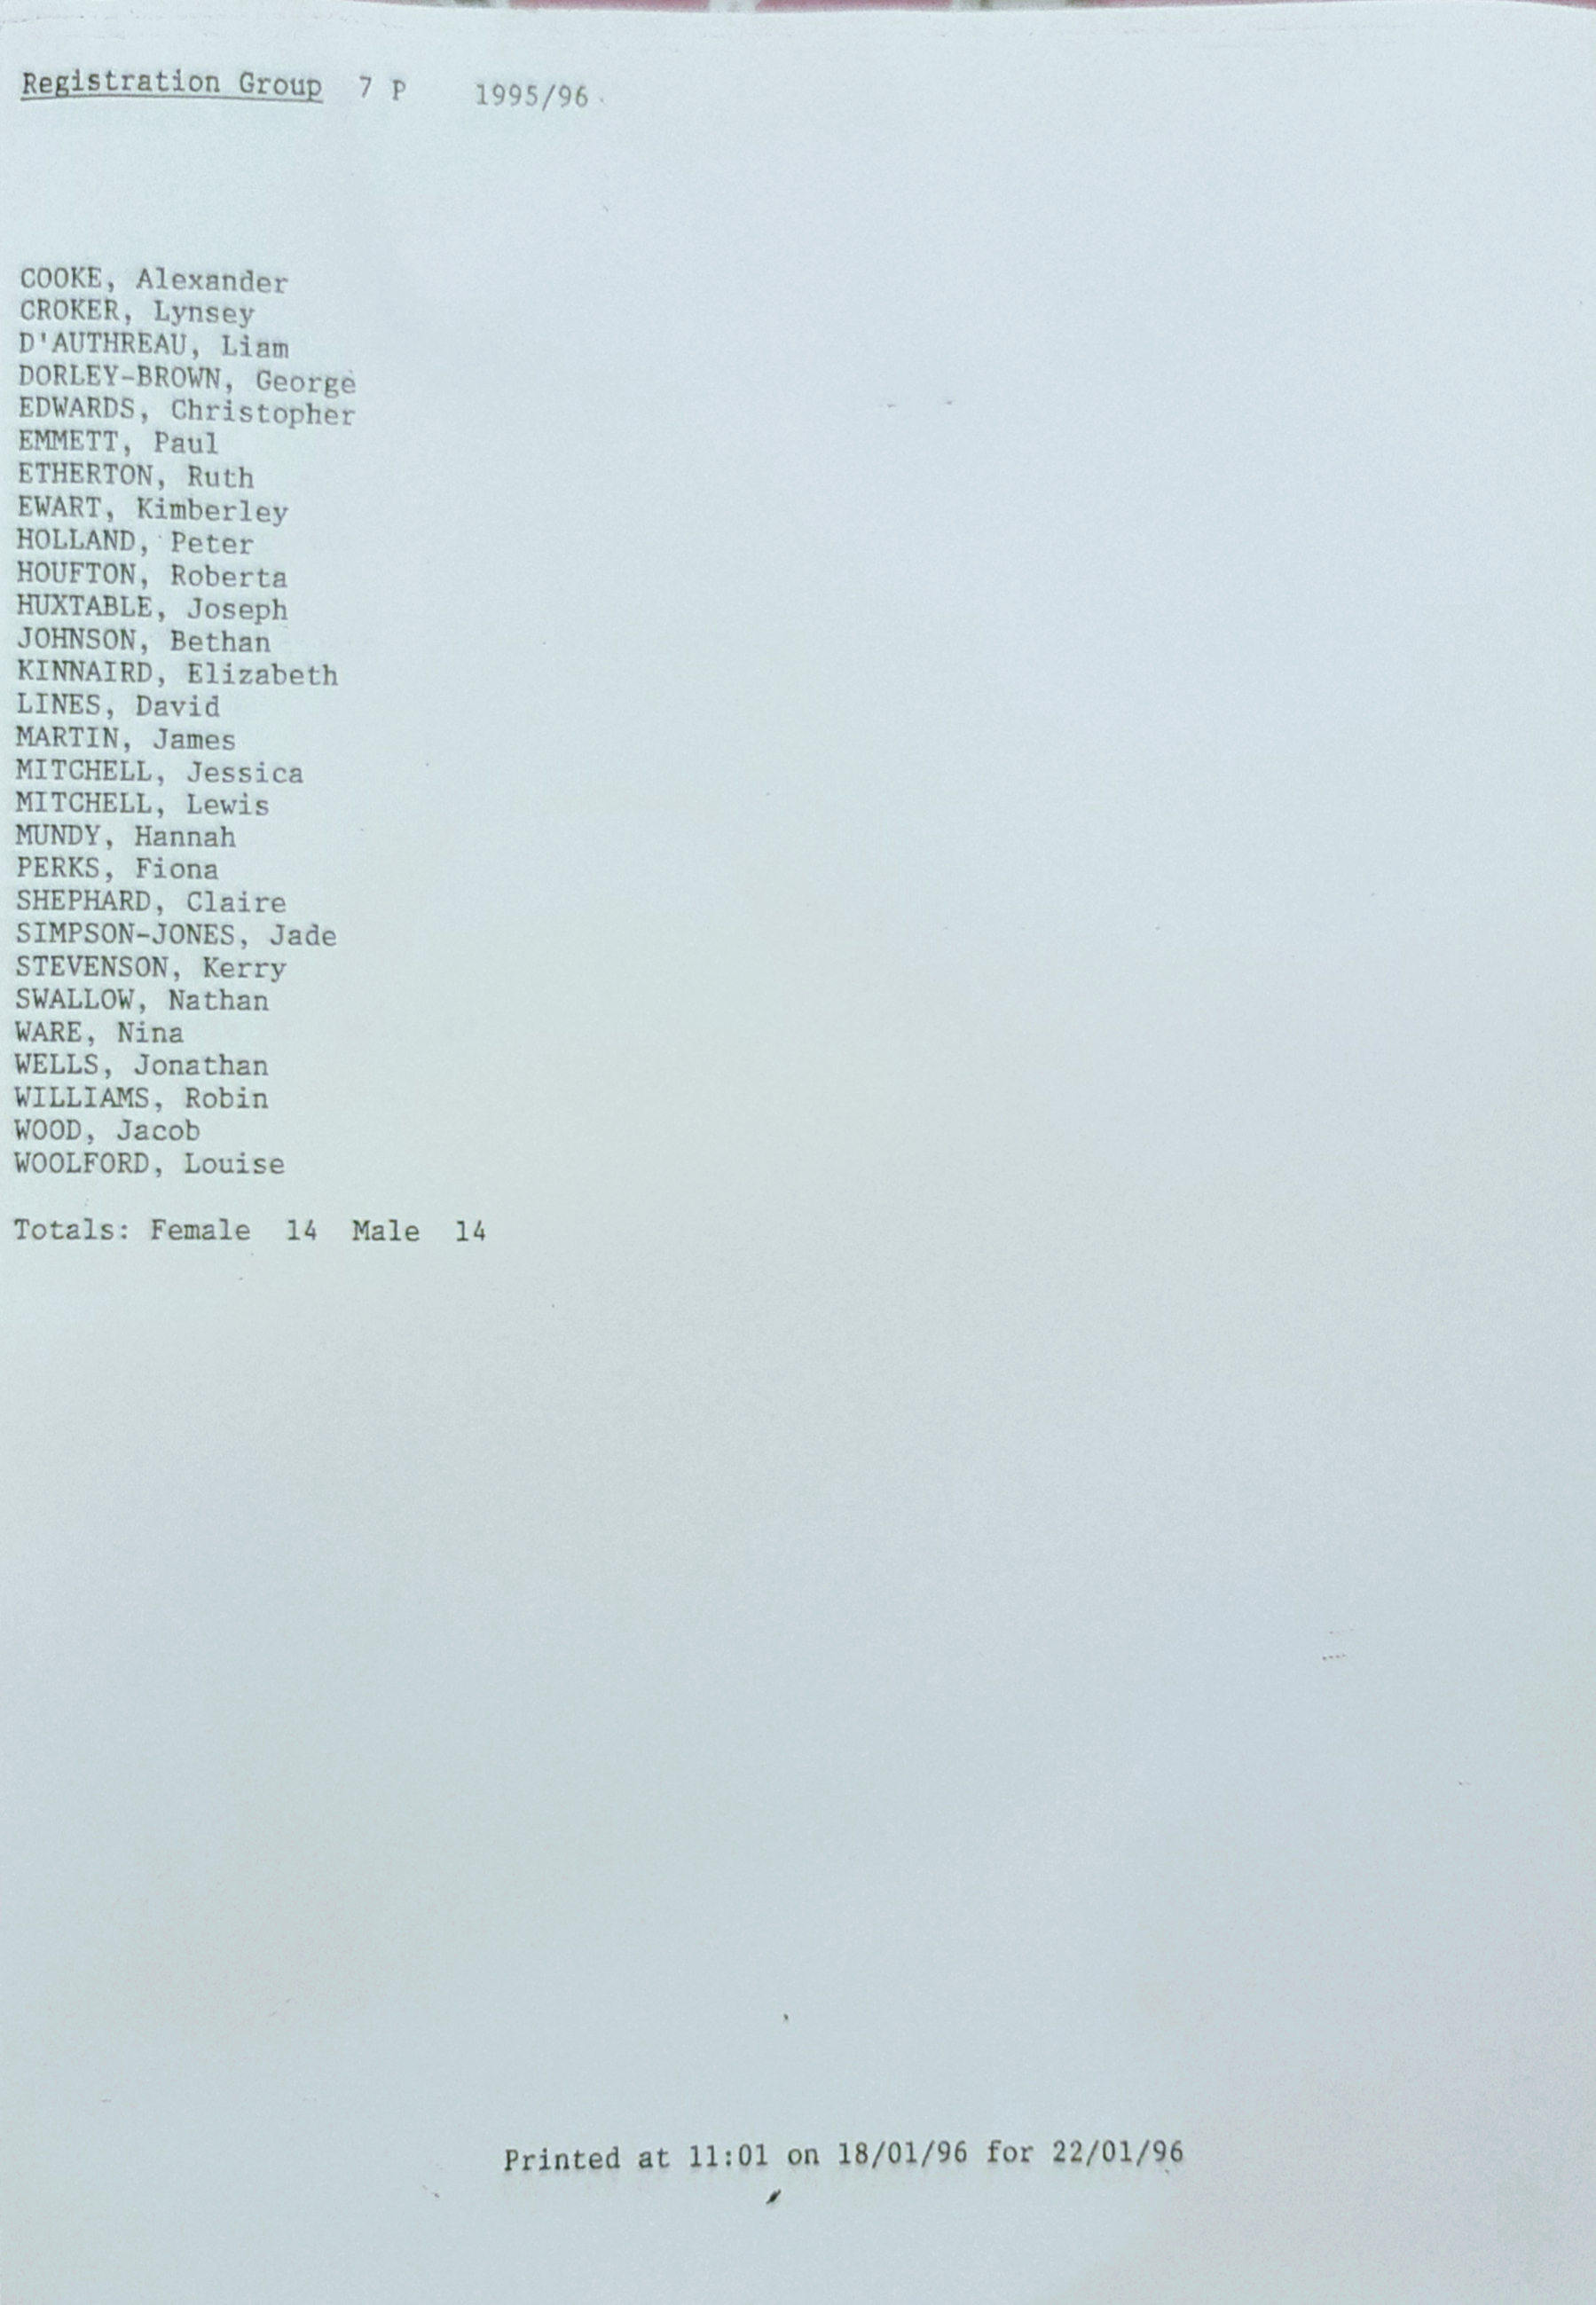 Registration Group 7 P 1995/96
COOKE, Alexander
CROKER, Lynsey
D'AUTHREAU, Liam
DORLEY-BROWN, George
EDWARDS, Christopher
EMMETT, Paul
ETHERTON, Ruth
EWART, Kimberley
HOLLAND, Peter
HOUFTON, Roberta
HUXTABLE, Joseph
JOHNSON, Bethan
KINNAIRD, Elizabeth
LINES, David
MARTIN, James
MITCHELL, Jessica
MITCHELL, Lewis
MUNDY, Hannah
PERKS, Fiona
SHEPHARD, Claire
SIMPSON-JONES, Jade
STEVENSON, Kerry
SWALLOW, Nathan
WARE, Nina
WELLS, Jonathan
WILLIAMS, Robin
WOOD, Jacob
WOOLFORD, Louise
Totals: Female 14 Male 14
Printed at 11:01 on 18/01/96 for 22/01/96